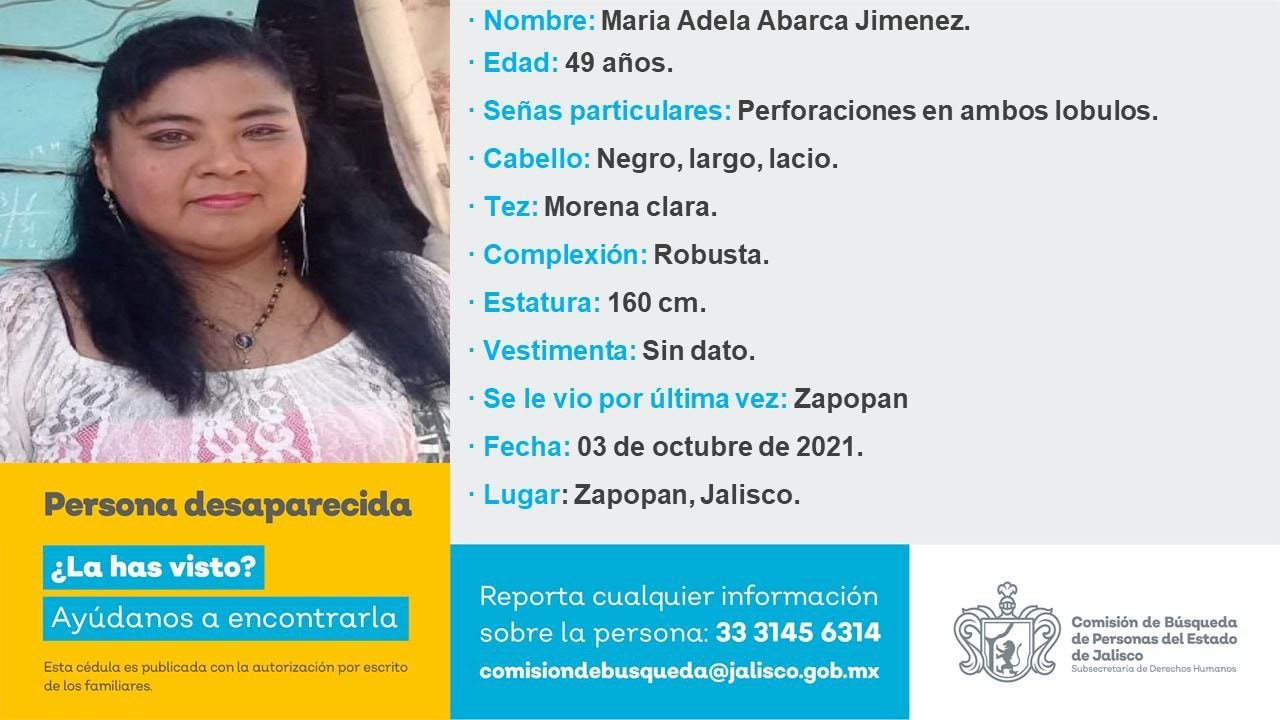 · Nombre: Maria Adela Abarca Jimenez.
· Edad: 49 años.
· Señas particulares: Perforaciones en ambos lobulos.
· Cabello: Negro, largo, lacio.
· Tez: Morena clara.
· Complexión: Robusta.
· Estatura: 160 cm.
· Vestimenta: Sin dato.
· Se le vio por última vez: Zapopan
· Fecha: 03 de octubre de 2021.
· Lugar: Zapopan, Jalisco.
Persona desaparecida
¿La has visto?
Ayúdanos a encontrarla
Esta cédula es publicada con la autorización por escrito
de los familiares.
Reporta cualquier información
sobre la persona: 33 3145 6314
comisiondebusqueda@jalisco.gob.mx
Comisión de Búsqueda
de Personas del Estado
de Jalisco
Subsecretaría de Derechos Humanos